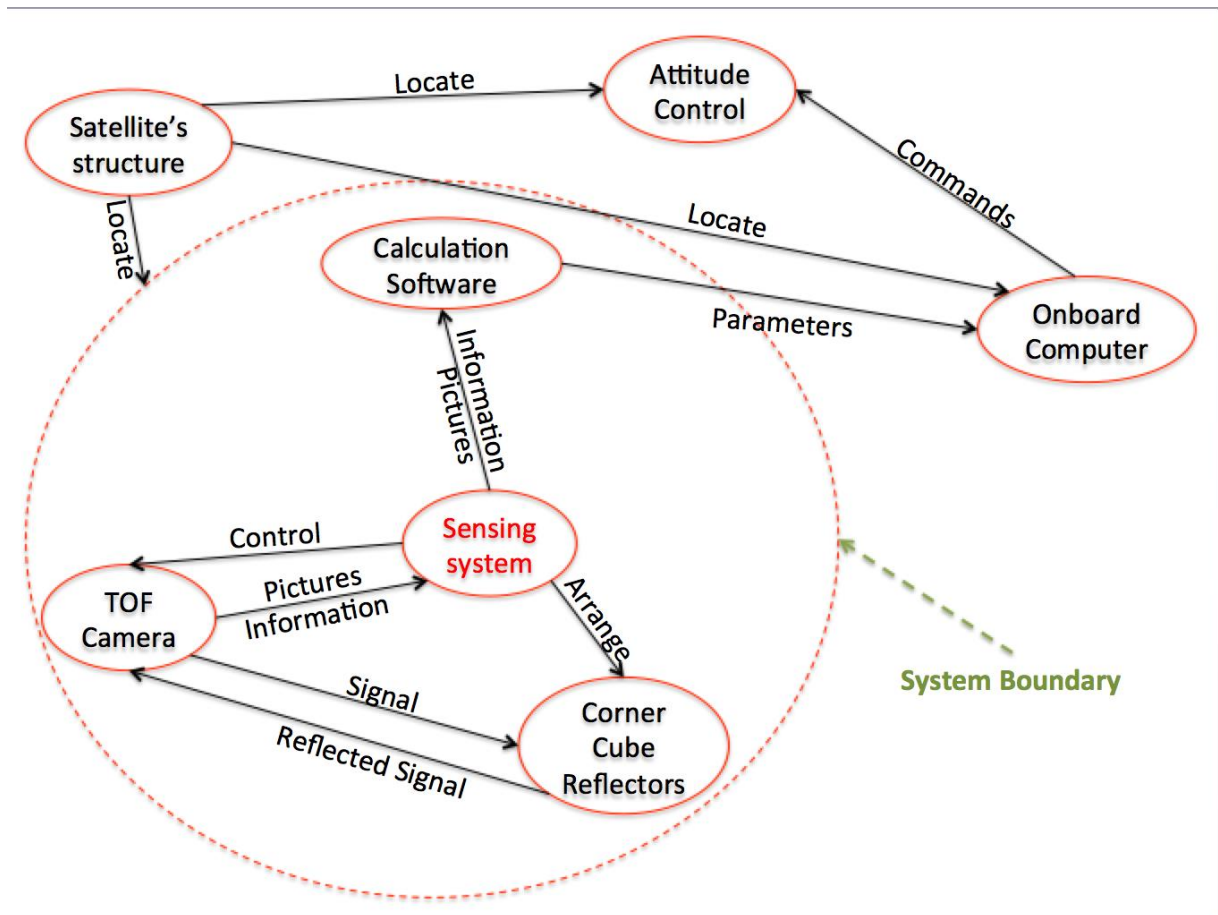 Locate
Attitude
Control
Satellite's
structure
Commands
Locate
Locate
Calculation
Software
Onboard
Computer
Parameters
Information
Pictures
Sensing
system
Control
Pictures
Information
Arrange
TOF
Camera
System Boundary
Signal
Corner
Cube
Reflectors
Reflected Signal